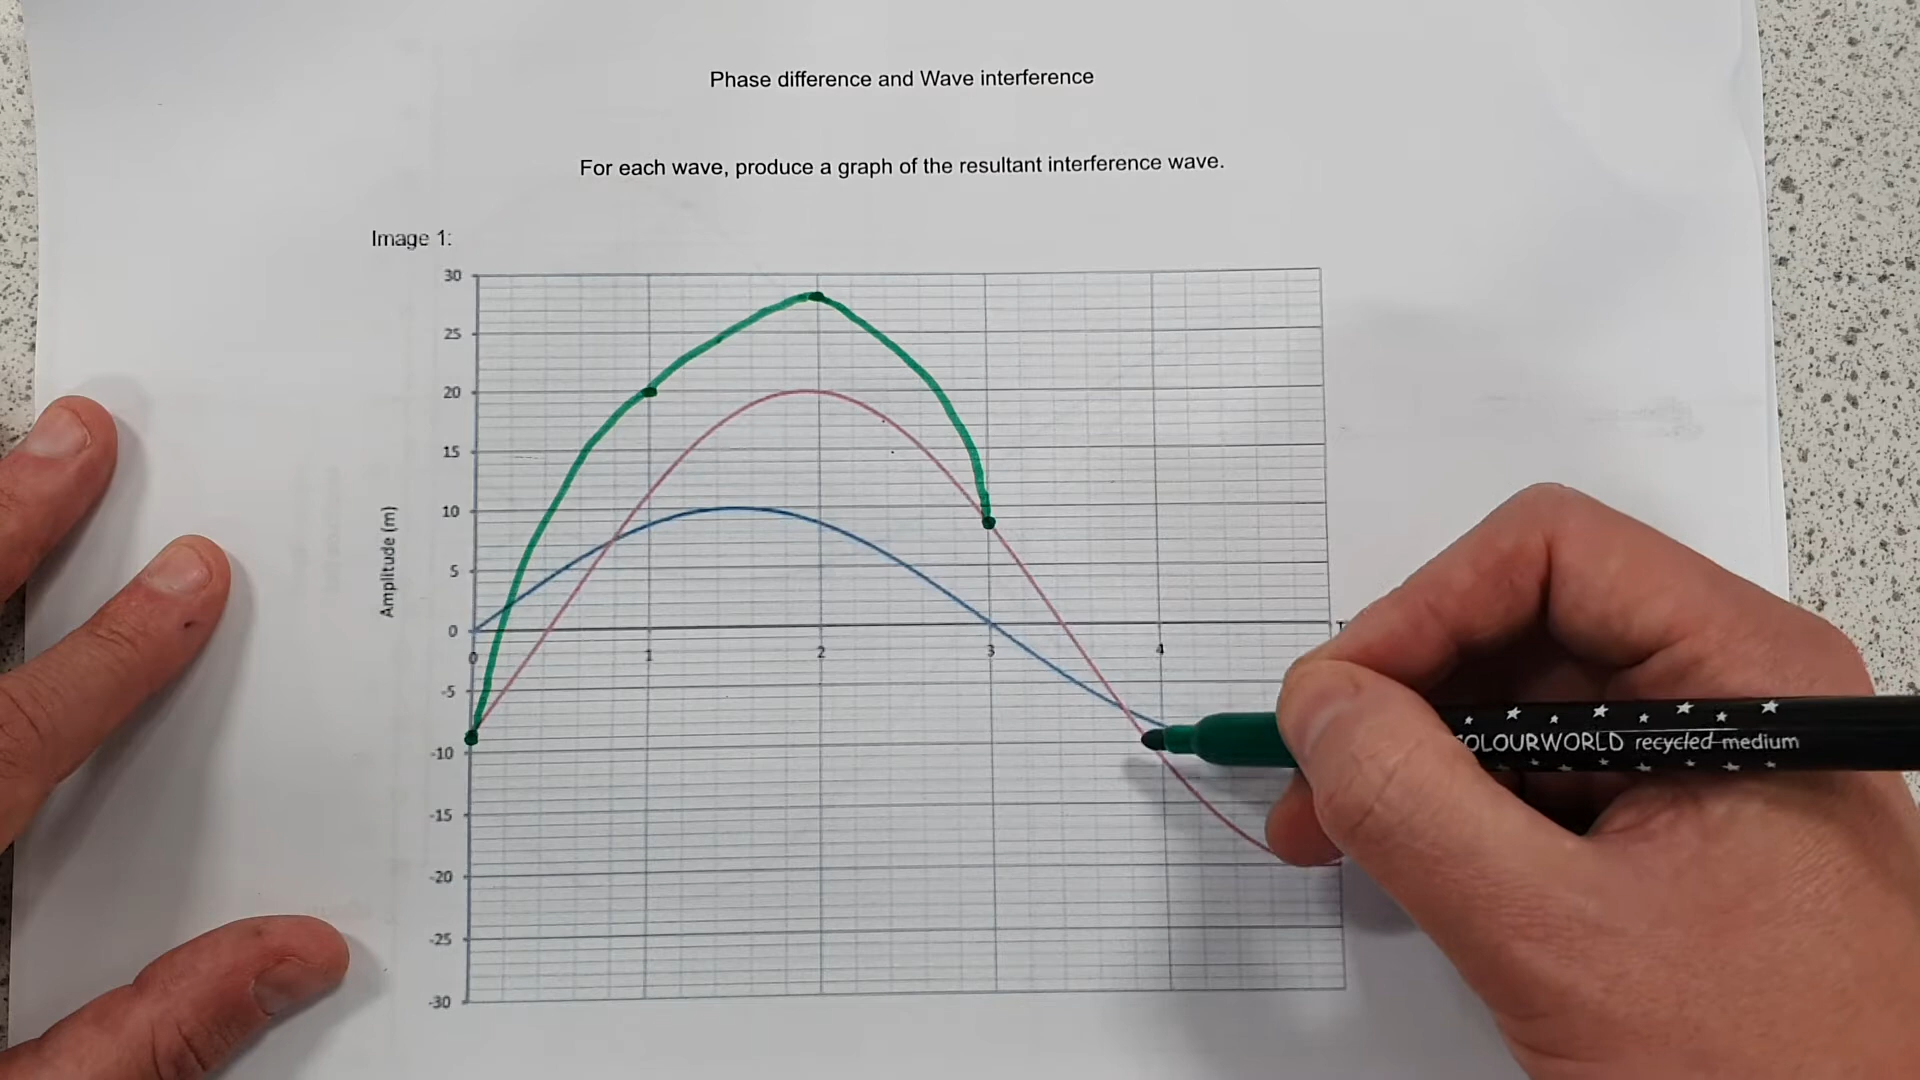 Phase difference and Wave interference
For each wave, produce a graph of the resultant interference wave.
Image 1:
30
25
20
15
10
5
0
-5
-10
-15
-20
-25
-30
Amplitude (m)
0 1 2 3 4
COLOURWORLD recycled medium